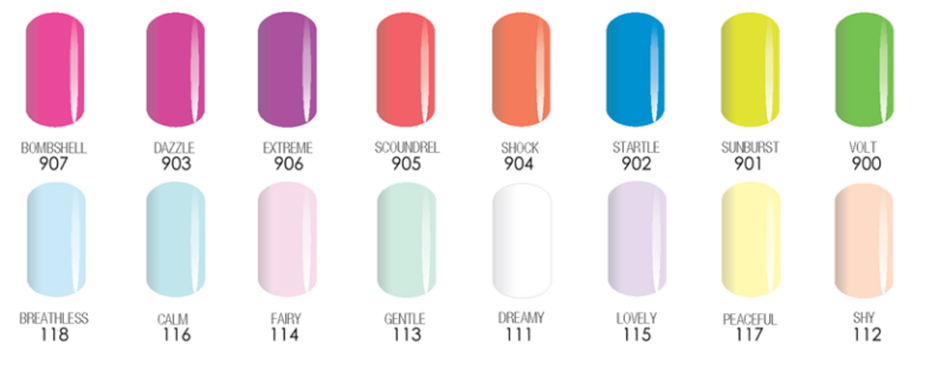 BOMBSHELL DAZZLE EXTREME SCOUNDREL SHOCK STARTLE SUNBURST VOLT
907 903 906 905 904 902 901 900
BREATHLESS CALM FAIRY GENTLE DREAMY LOVELY PEACEFUL SHY
118 116 114 113 111 115 117 112